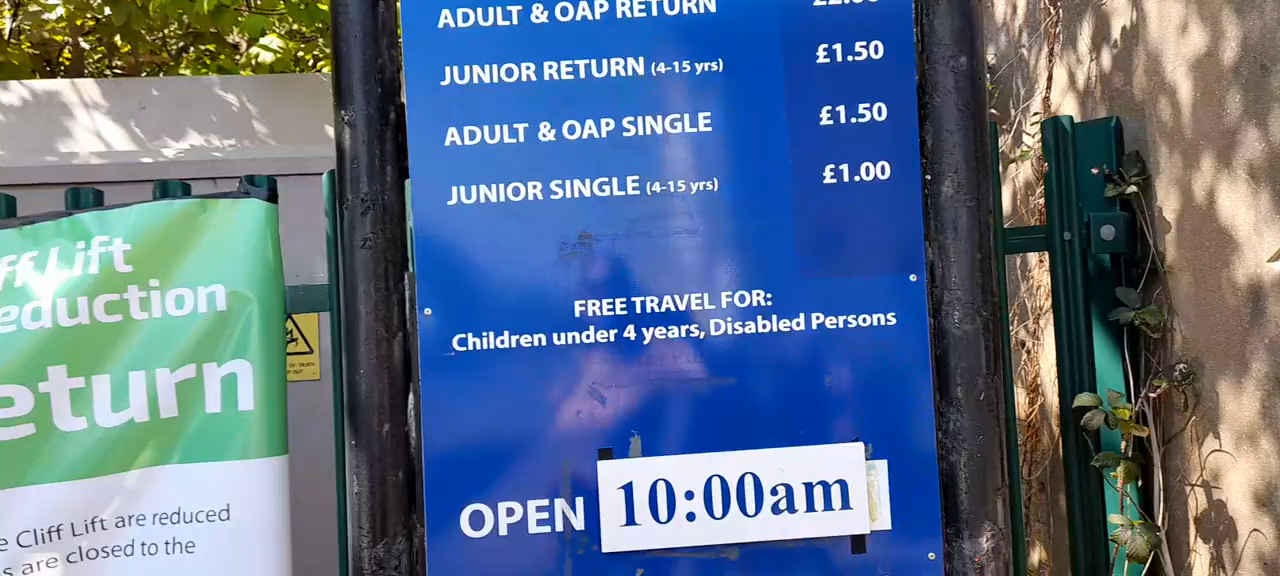 ADULT & OAP RETURN
JUNIOR RETURN (4-15 yrs) £1.50
ADULT & OAP SINGLE £1.50
JUNIOR SINGLE (4-15 yrs) £1.00
FREE TRAVEL FOR:
Children under 4 years, Disabled Persons
OPEN 10:00am
Lift
eduction
eturn
e Cliff Lift are reduced
s are closed to the